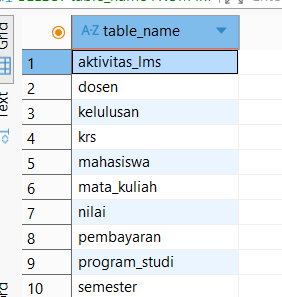 Grid
Text
A-Z table_name
1 aktivitas_lms
2 dosen
3 kelulusan
4 krs
5 mahasiswa
6 mata_kuliah
7 nilai
8 pembayaran
9 program_studi
10 semester